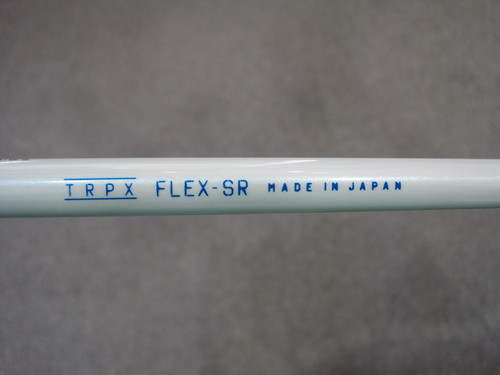 TRPX FLEX-SR MADE IN JAPAN